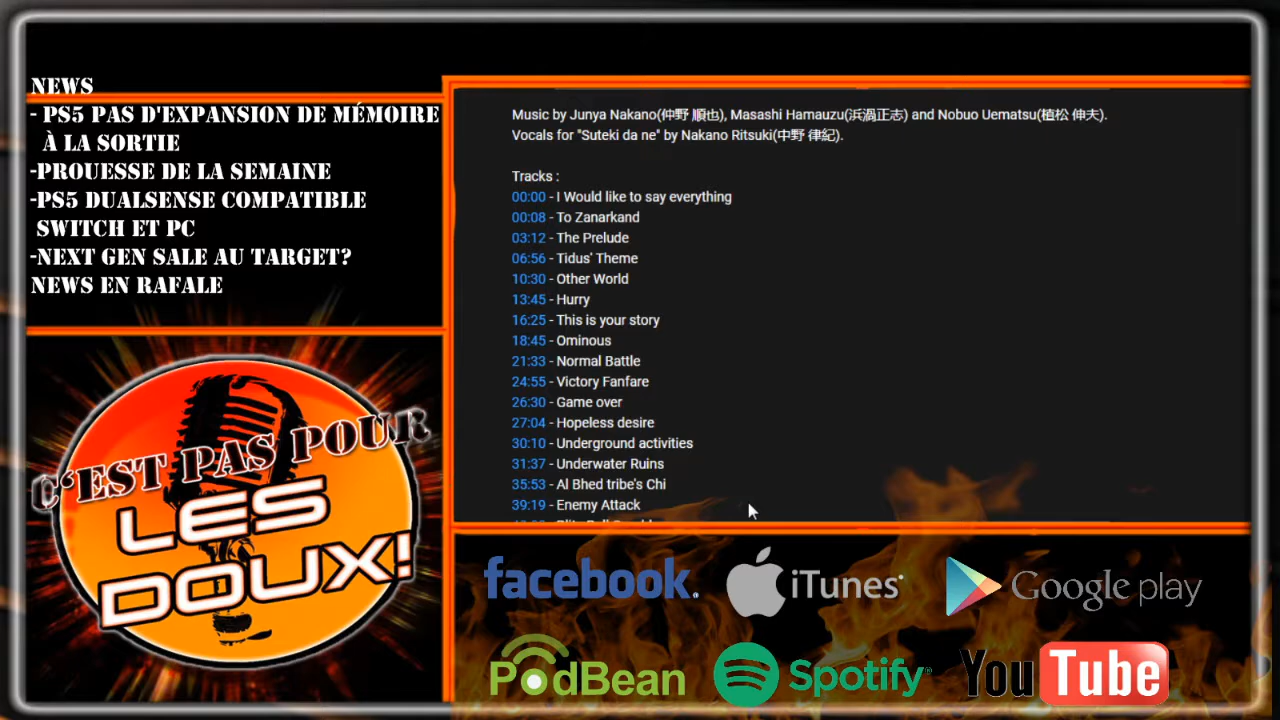 NEWS
- PS5 PAS D'EXPANSION DE MÉMOIRE
À LA SORTIE
-PROUESSE DE LA SEMAINE
-PS5 DUALSENSE COMPATIBLE
SWITCH ET PC
-NEXT GEN SALE AU TARGET?
NEWS EN RAFALE
C'EST PAS POUR
LES
DOUX!
Music by Junya Nakano(仲野 順也), Masashi Hamauzu(浜渦正志) and Nobuo Uematsu(植松 伸夫).
Vocals for "Suteki da ne" by Nakano Ritsuki(中野 律紀).
Tracks :
00:00 - I Would like to say everything
00:08 - To Zanarkand
03:12 - The Prelude
06:56 - Tidus' Theme
10:30 - Other World
13:45 - Hurry
16:25 - This is your story
18:45 - Ominous
21:33 - Normal Battle
24:55 - Victory Fanfare
26:30 - Game over
27:04 - Hopeless desire
30:10 - Underground activities
31:37 - Underwater Ruins
35:53 - Al Bhed tribe's Chi
39:19 - Enemy Attack
facebook.
iTunes
Google play
PodBean
Spotify
YouTube